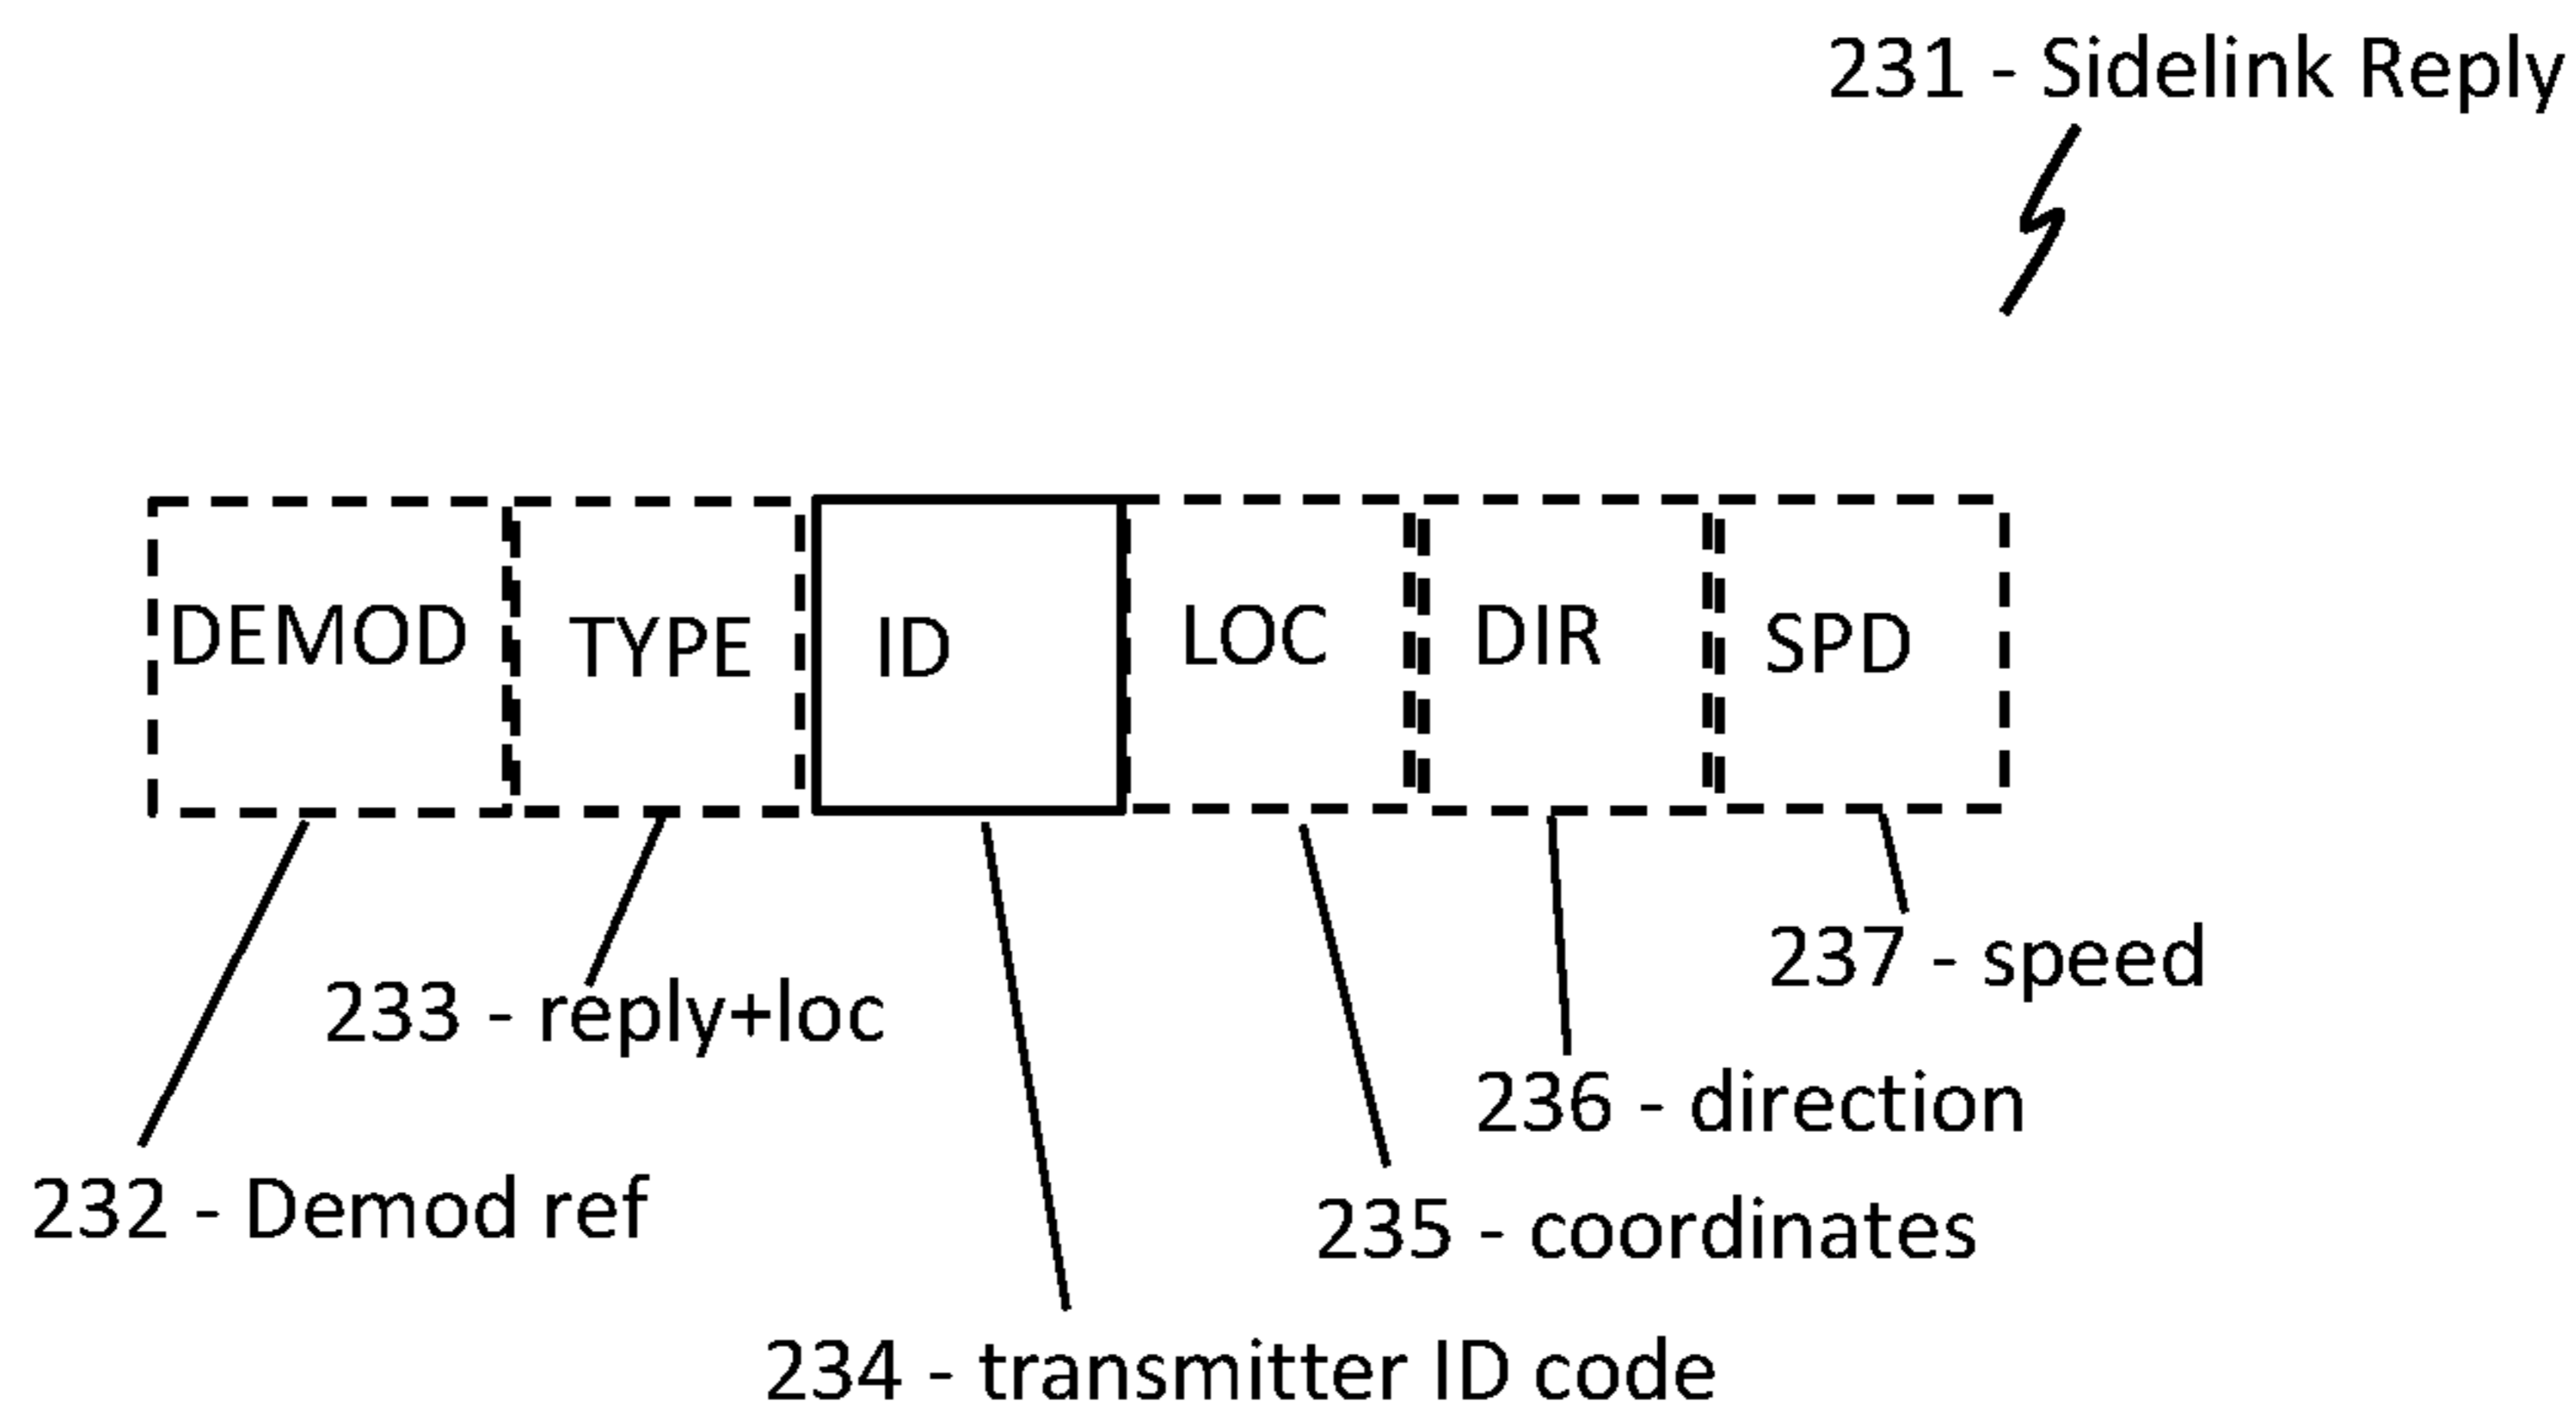 231 - Sidelink Reply
DEMOD
TYPE
ID
LOC
DIR
SPD
237 - speed
233 - reply+loc
236 - direction
232 - Demod ref
235 - coordinates
234 - transmitter ID code